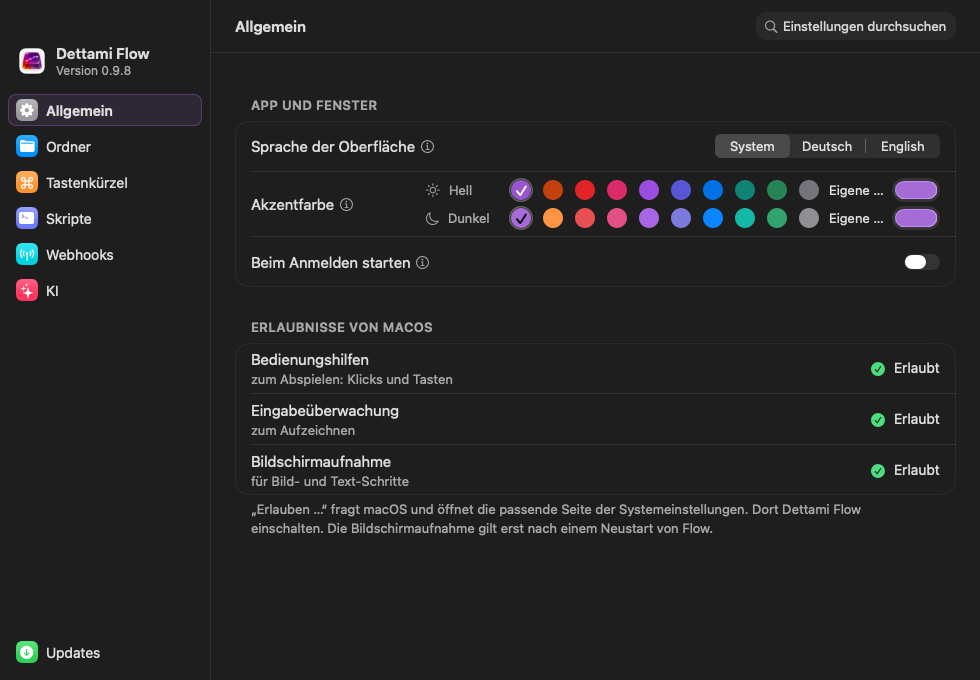 Allgemein
Einstellungen durchsuchen
Dettami Flow
Version 0.9.8
Allgemein
Ordner
Tastenkürzel
Skripte
Webhooks
KI
Updates
APP UND FENSTER
Sprache der Oberfläche
System Deutsch English
Akzentfarbe
Hell
Eigene ...
Dunkel
Eigene ...
Beim Anmelden starten
ERLAUBNISSE VON MACOS
Bedienungshilfen
zum Abspielen: Klicks und Tasten
Erlaubt
Eingabeüberwachung
zum Aufzeichnen
Erlaubt
Bildschirmaufnahme
für Bild- und Text-Schritte
Erlaubt
„Erlauben ...“ fragt macOS und öffnet die passende Seite der Systemeinstellungen. Dort Dettami Flow
einschalten. Die Bildschirmaufnahme gilt erst nach einem Neustart von Flow.